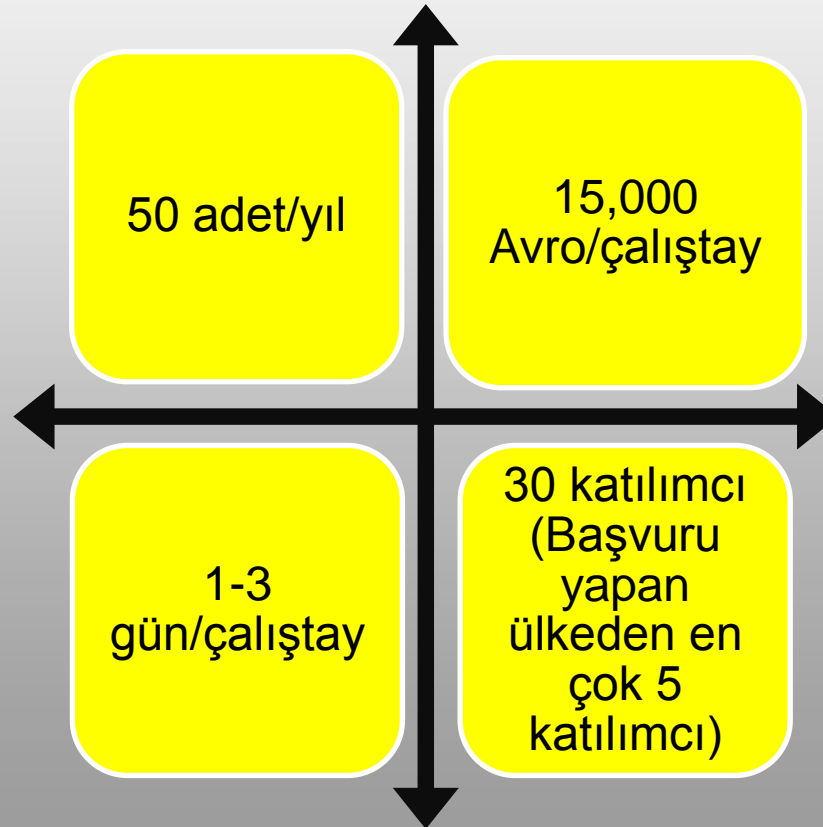 50 adet/yıl
15,000
Avro/çalıştay
1-3
gün/çalıştay
30 katılımcı
(Başvuru
yapan
ülkeden en
çok 5
katılımcı)